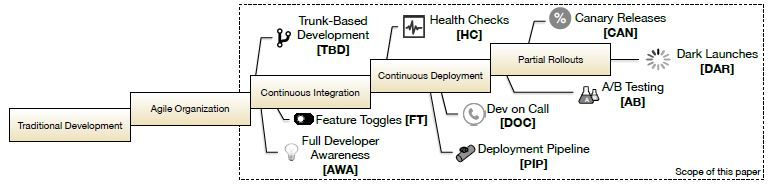 Traditional Development
Agile Organization
Continuous Integration
Trunk-Based
Development
[TBD]
Feature Toggles [FT]
Full Developer
Awareness
[AWA]
Continuous Deployment
Health Checks
[HC]
Dev on Call
[DOC]
Deployment Pipeline
[PIP]
Partial Rollouts
Canary Releases
[CAN]
Dark Launches
[DAR]
A/B Testing
[AB]
Scope of this paper